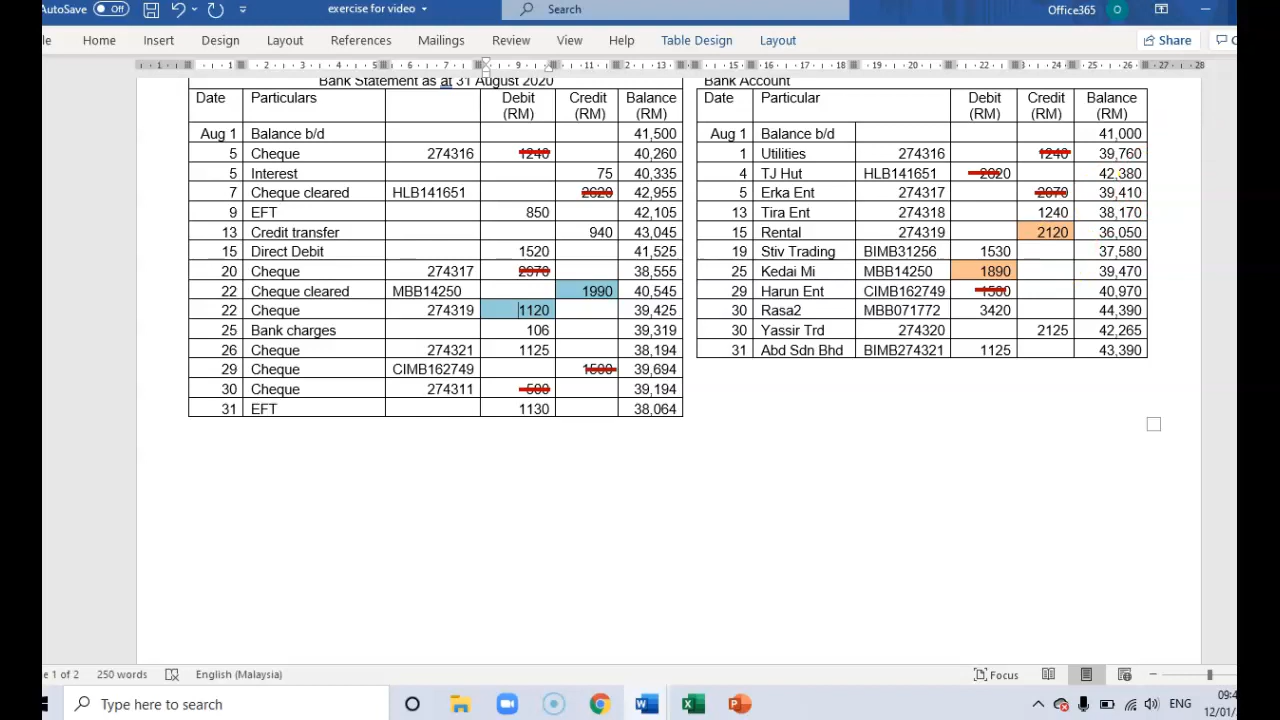 AutoSave Off exercise for video Search Office365 O
le Home Insert Design Layout References Mailings Review View Help Table Design Layout Share
Bank Statement as at 31 August 2020
Date Particulars Debit (RM) Credit (RM) Balance (RM)
Aug 1 Balance b/d 41,500
5 Cheque 274316 1240 40,260
5 Interest 75 40,335
7 Cheque cleared HLB141651 2620 42,955
9 EFT 850 42,105
13 Credit transfer 940 43,045
15 Direct Debit 1520 41,525
20 Cheque 274317 2970 38,555
22 Cheque cleared MBB14250 1990 40,545
22 Cheque 274319 1120 39,425
25 Bank charges 106 39,319
26 Cheque 274321 1125 38,194
29 CIMB162749 1500 39,694
30 Cheque 274311 500 39,194
31 EFT 1130 38,064
Bank Account
Date Particular Debit (RM) Credit (RM) Balance (RM)
Aug 1 Balance b/d 41,000
1 Utilities 274316 1240 39,760
4 TJ Hut HLB141651 2620 42,380
5 Erka Ent 274317 2970 39,410
13 Tira Ent 274318 1240 38,170
15 Rental 274319 2120 36,050
19 Stiv Trading BIMB31256 1530 37,580
25 Kedai Mi MBB14250 1890 39,470
29 Harun Ent CIMB162749 1500 40,970
30 Rasa2 MBB071772 3420 44,390
30 Yassir Trd 274320 2125 42,265
31 Abd Sdn Bhd BIMB274321 1125 43,390
e 1 of 2 250 words English (Malaysia) Focus
Type here to search ENG 09:4
12/01/